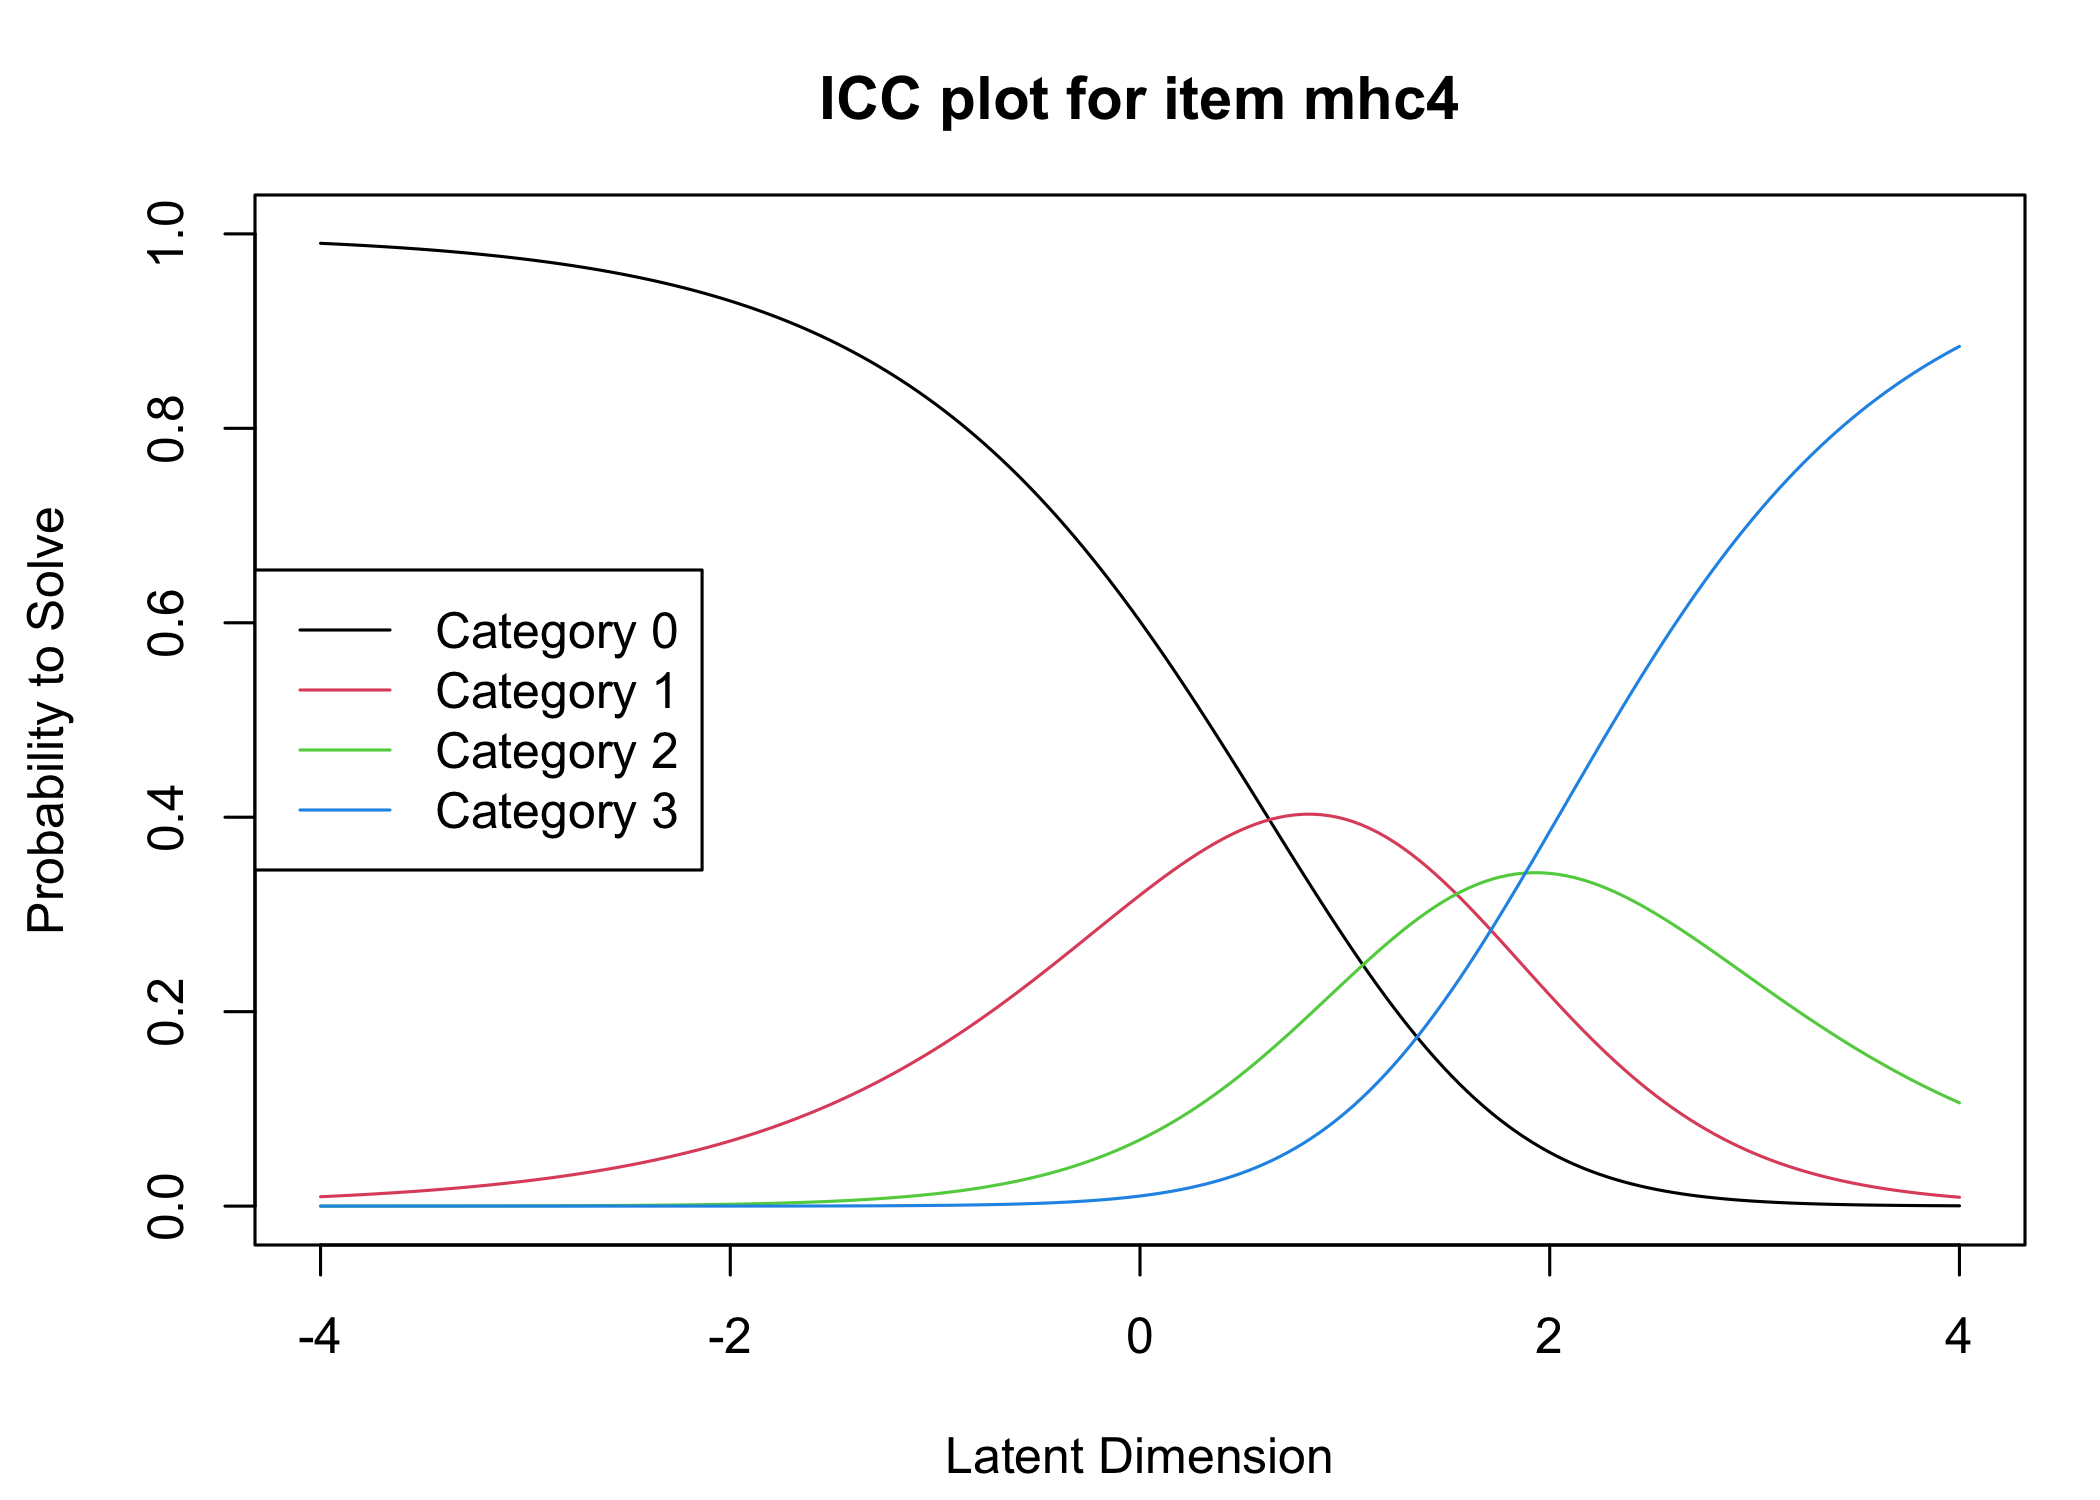 ICC plot for item mhc4
Probability to Solve
1.0
0.8
0.6
0.4
0.2
0.0
Category 0
Category 1
Category 2
Category 3
-4 -2 0 2 4
Latent Dimension